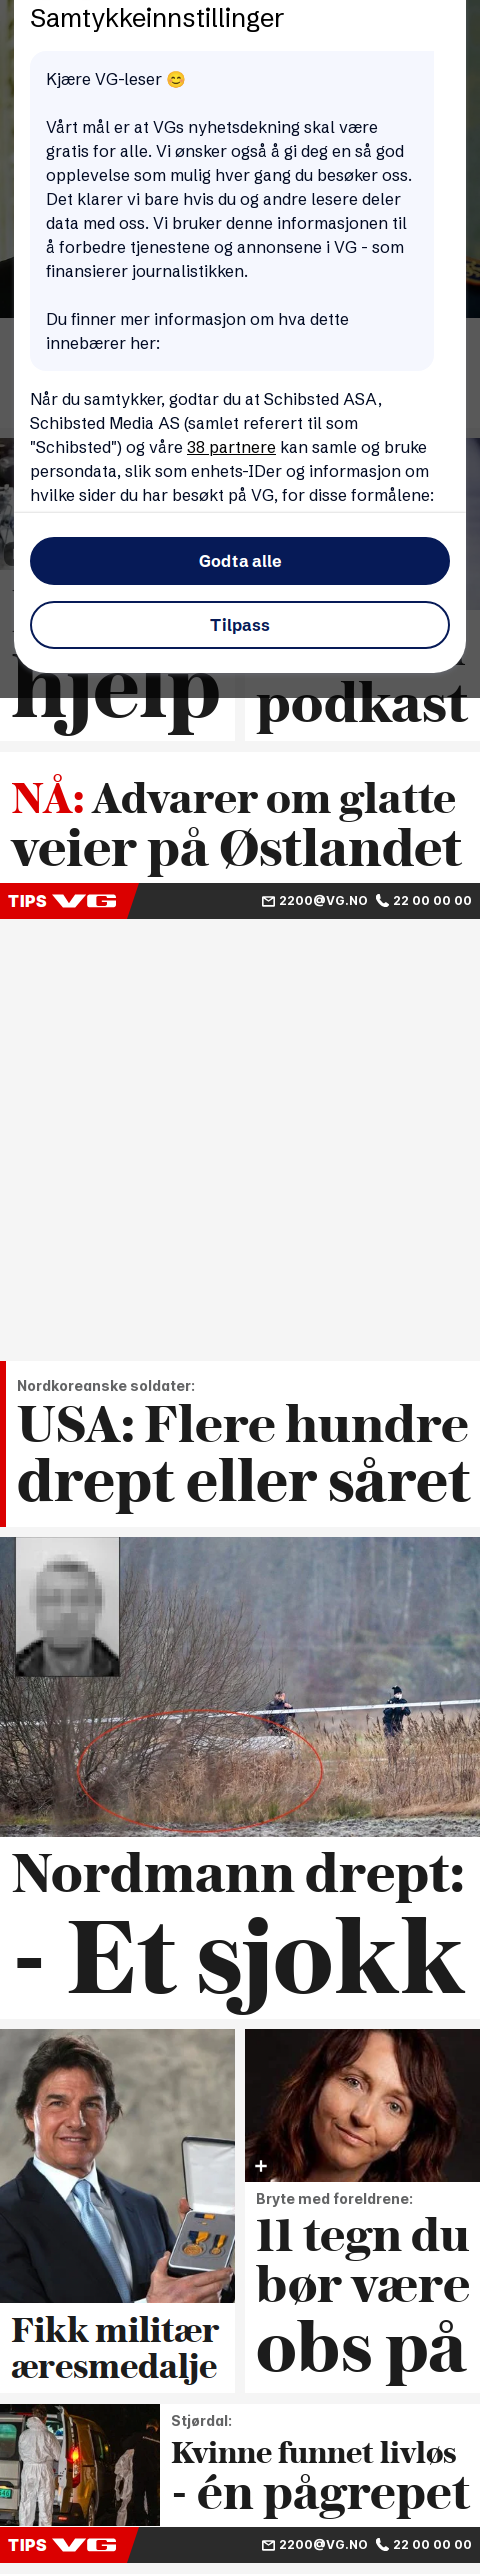 Samtykkeinnstillinger
Kjære VG-leser 😊
Vårt mål er at VGs nyhetsdekning skal være
gratis for alle. Vi ønsker også å gi deg en så god
opplevelse som mulig hver gang du besøker oss.
Det klarer vi bare hvis du og andre lesere deler
data med oss. Vi bruker denne informasjonen til
å forbedre tjenestene og annonsene i VG - som
finansierer journalistikken.
Du finner mer informasjon om hva dette
innebærer her:
Når du samtykker, godtar du at Schibsted ASA,
Schibsted Media AS (samlet referert til som
"Schibsted") og våre 38 partnere kan samle og bruke
persondata, slik som enhets-IDer og informasjon om
hvilke sider du har besøkt på VG, for disse formålene:
Godta alle
Tilpass
hjelp
podkast
NÅ: Advarer om glatte
veier på Østlandet
TIPS VG 2200@VG.NO 22 00 00 00
Nordkoreanske soldater:
USA: Flere hundre
drept eller såret
Nordmann drept:
- Et sjokk
Fikk militær
æresmedalje
Bryte med foreldrene:
11 tegn du
bør være
obs på
Stjørdal:
Kvinne funnet livløs
- én pågrepet
TIPS VG 2200@VG.NO 22 00 00 00